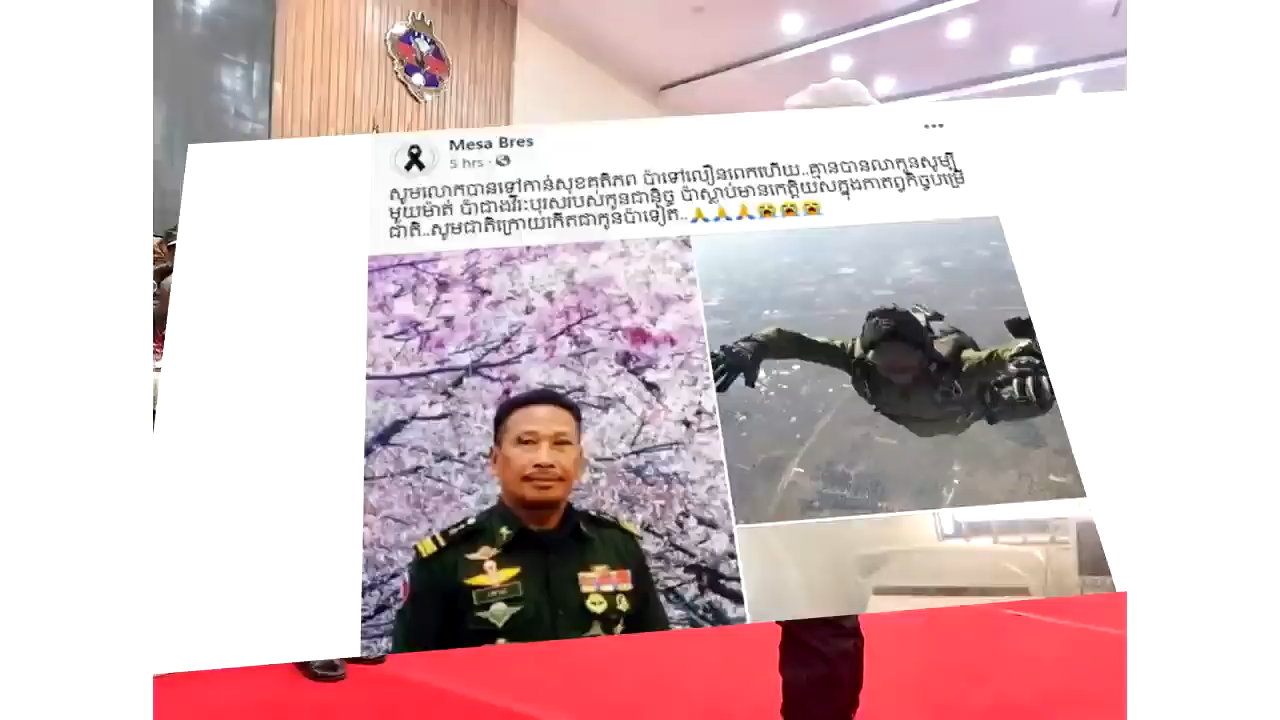 Mesa Bres
5 hrs ·
សូមលោកបានទៅកាន់សុខគតិភព ប៉ាទៅលឿនពេកហើយ..គ្មានបានលាកូនសូម្បី
មួយម៉ាត់ ប៉ាជាងវីរៈបុរសរបស់កូនជានិច្ច ប៉ាស្លាប់មានកេត្តិយសក្នុងកាតព្វកិច្ចបម្រើ
ជាតិ..សូមជាតិក្រោយកើតជាកូនប៉ាទៀត..🙏🙏🙏😭😭😭